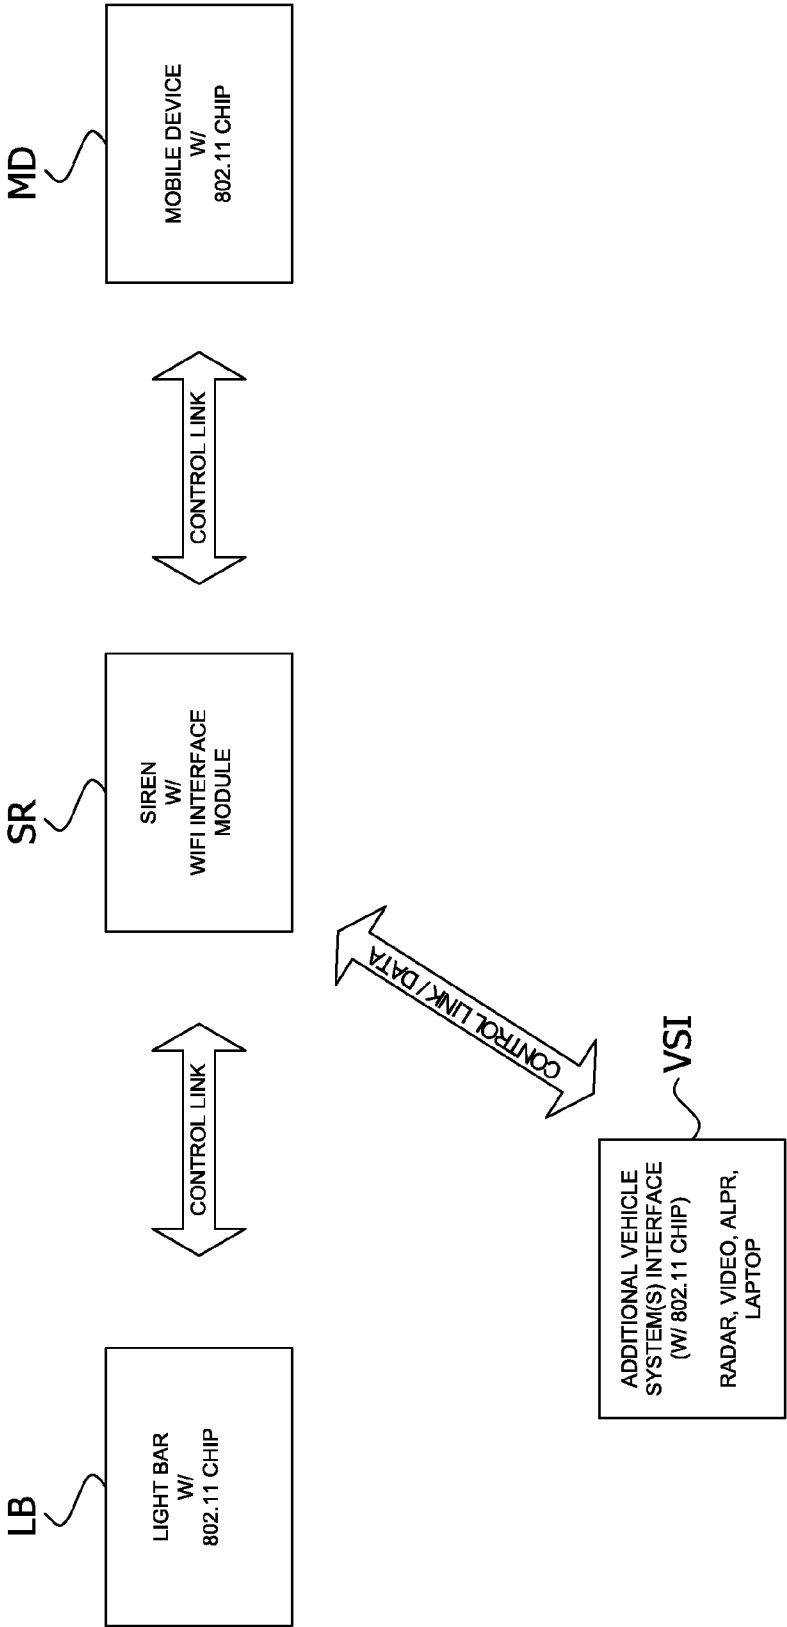 LB
LIGHT BAR
W/
802.11 CHIP
CONTROL LINK
SR
SIREN
W/
WIFI INTERFACE
MODULE
CONTROL LINK
MD
MOBILE DEVICE
W/
802.11 CHIP
CONTROL LINK / DATA
VSI
ADDITIONAL VEHICLE
SYSTEM(S) INTERFACE
(W/ 802.11 CHIP)
RADAR, VIDEO, ALPR,
LAPTOP